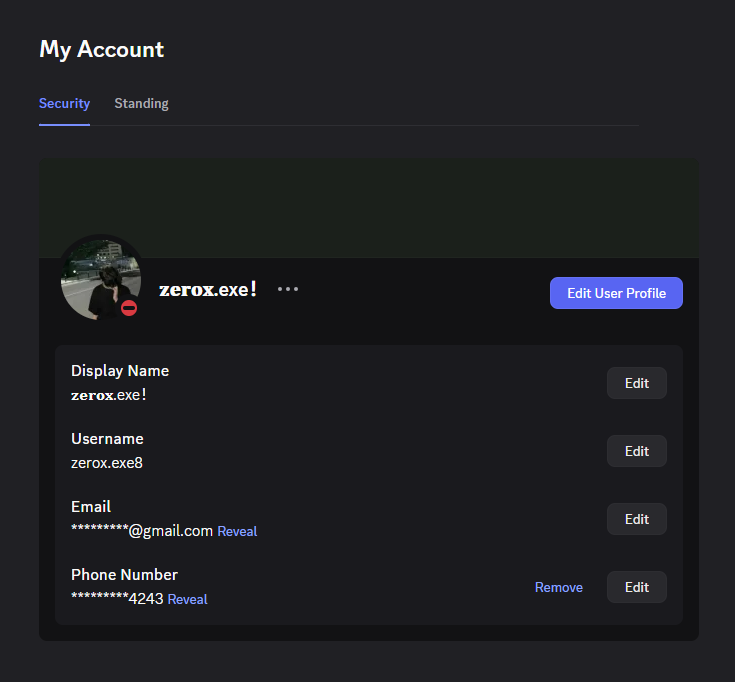 My Account
Security Standing
𝐳𝐞𝐫𝐨𝐱.exe! •••
Edit User Profile
Display Name
𝐳𝐞𝐫𝐨𝐱.exe!
Edit
Username
zerox.exe8
Edit
Email
*********@gmail.com Reveal
Edit
Phone Number
*********4243 Reveal
Remove Edit